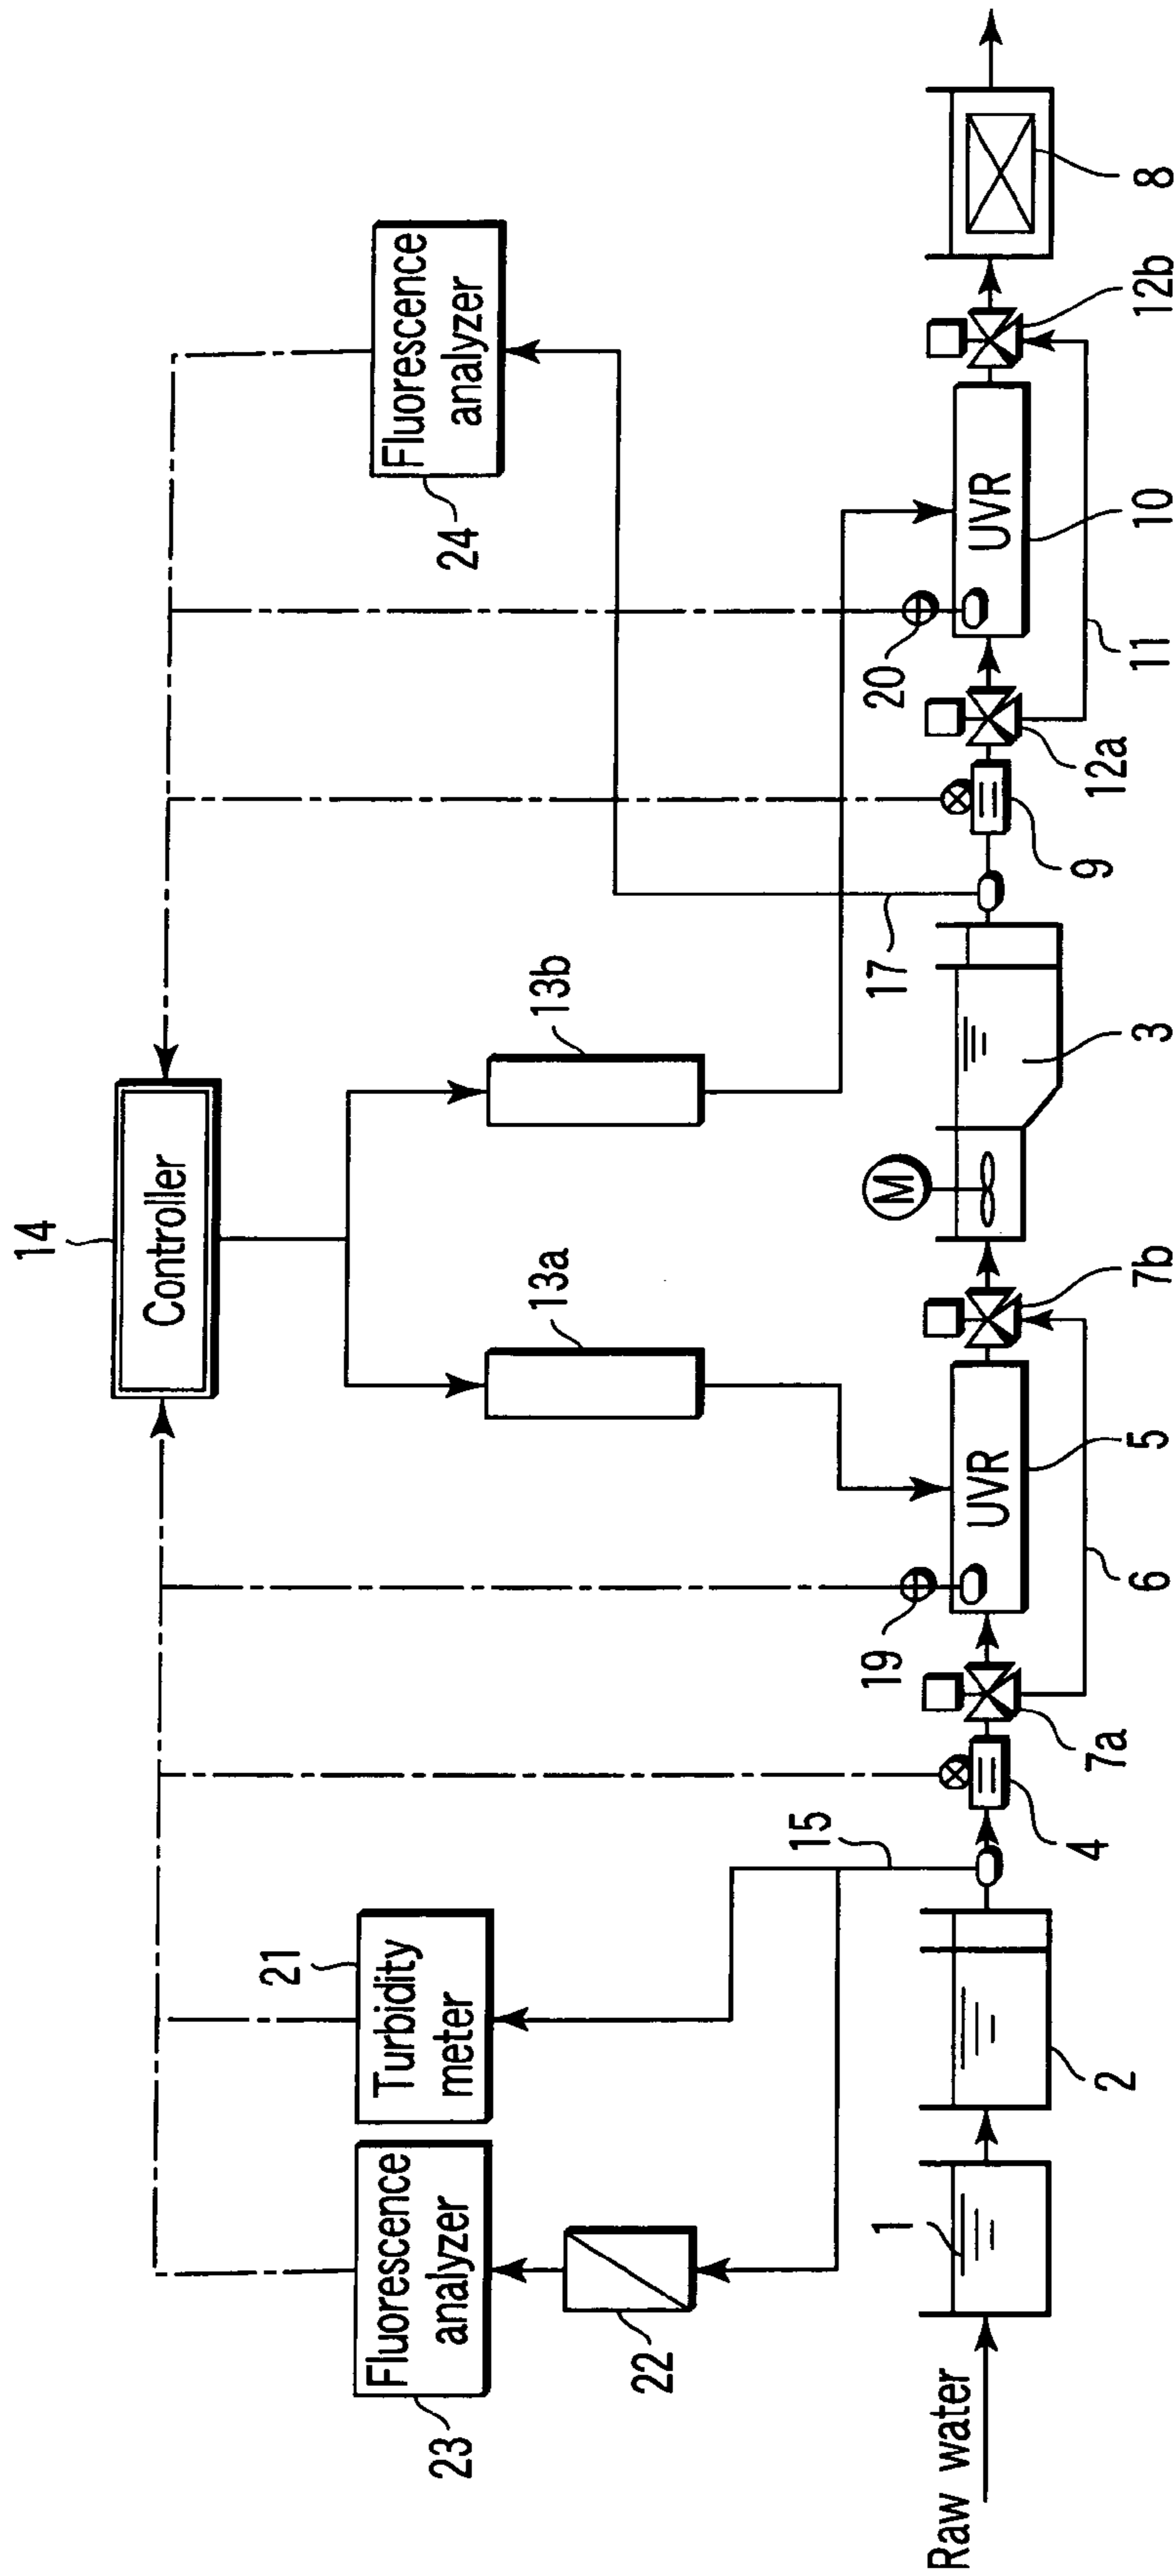 14
Controller
Fluorescence
analyzer
23
Turbidity
meter
21
22
13a
13b
Fluorescence
analyzer
24
15
19
M
17
20
Raw water
1
2
4
7a
UVR
5
6
7b
3
9
12a
UVR
10
11
12b
8